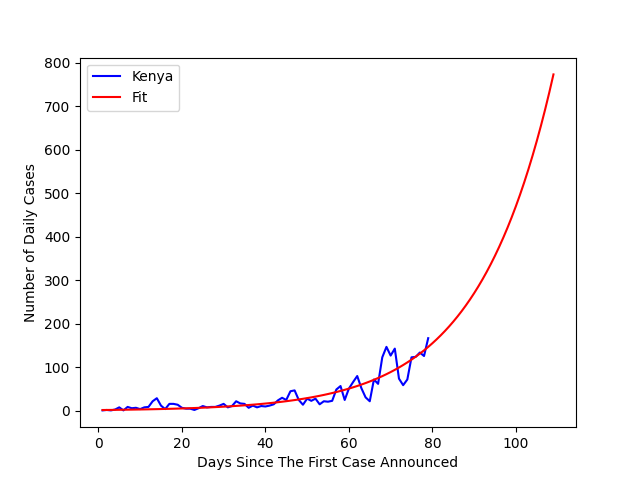 Kenya
Fit
Number of Daily Cases
800
700
600
500
400
300
200
100
0
0 20 40 60 80 100
Days Since The First Case Announced